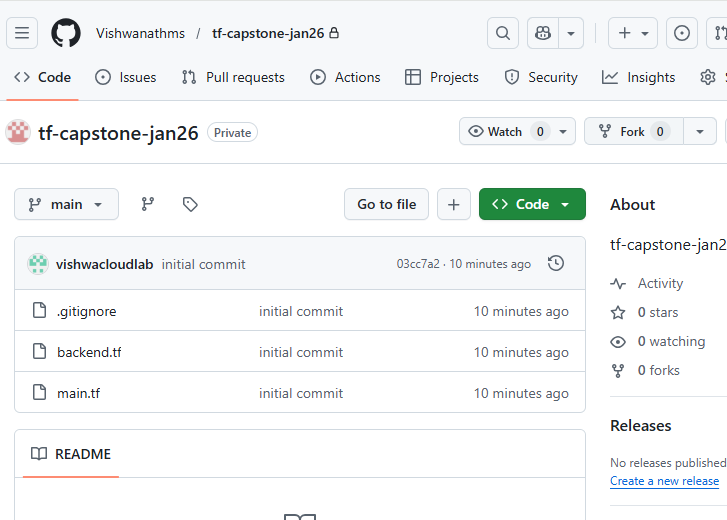 Vishwanathms / tf-capstone-jan26
Code Issues Pull requests Actions Projects Security Insights
tf-capstone-jan26 Private Watch 0 Fork 0
main Go to file Code
vishwacloudlab initial commit 03cc7a2 · 10 minutes ago
.gitignore initial commit 10 minutes ago
backend.tf initial commit 10 minutes ago
main.tf initial commit 10 minutes ago
README
About
tf-capstone-jan2
Activity
0 stars
0 watching
0 forks
Releases
No releases published
Create a new release